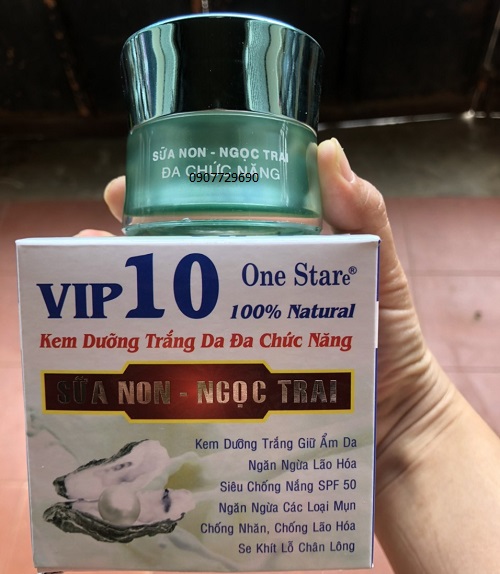 SỮA NON - NGỌC TRAI
ĐA CHỨC NĂNG
0907729690
VIP 10
One Stare®
100% Natural
Kem Dưỡng Trắng Da Đa Chức Năng
SỮA NON - NGỌC TRAI
Kem Dưỡng Trắng Giữ Ẩm Da
Ngăn Ngừa Lão Hóa
Siêu Chống Nắng SPF 50
Ngăn Ngừa Các Loại Mụn
Chống Nhăn, Chống Lão Hóa
Se Khít Lỗ Chân Lông